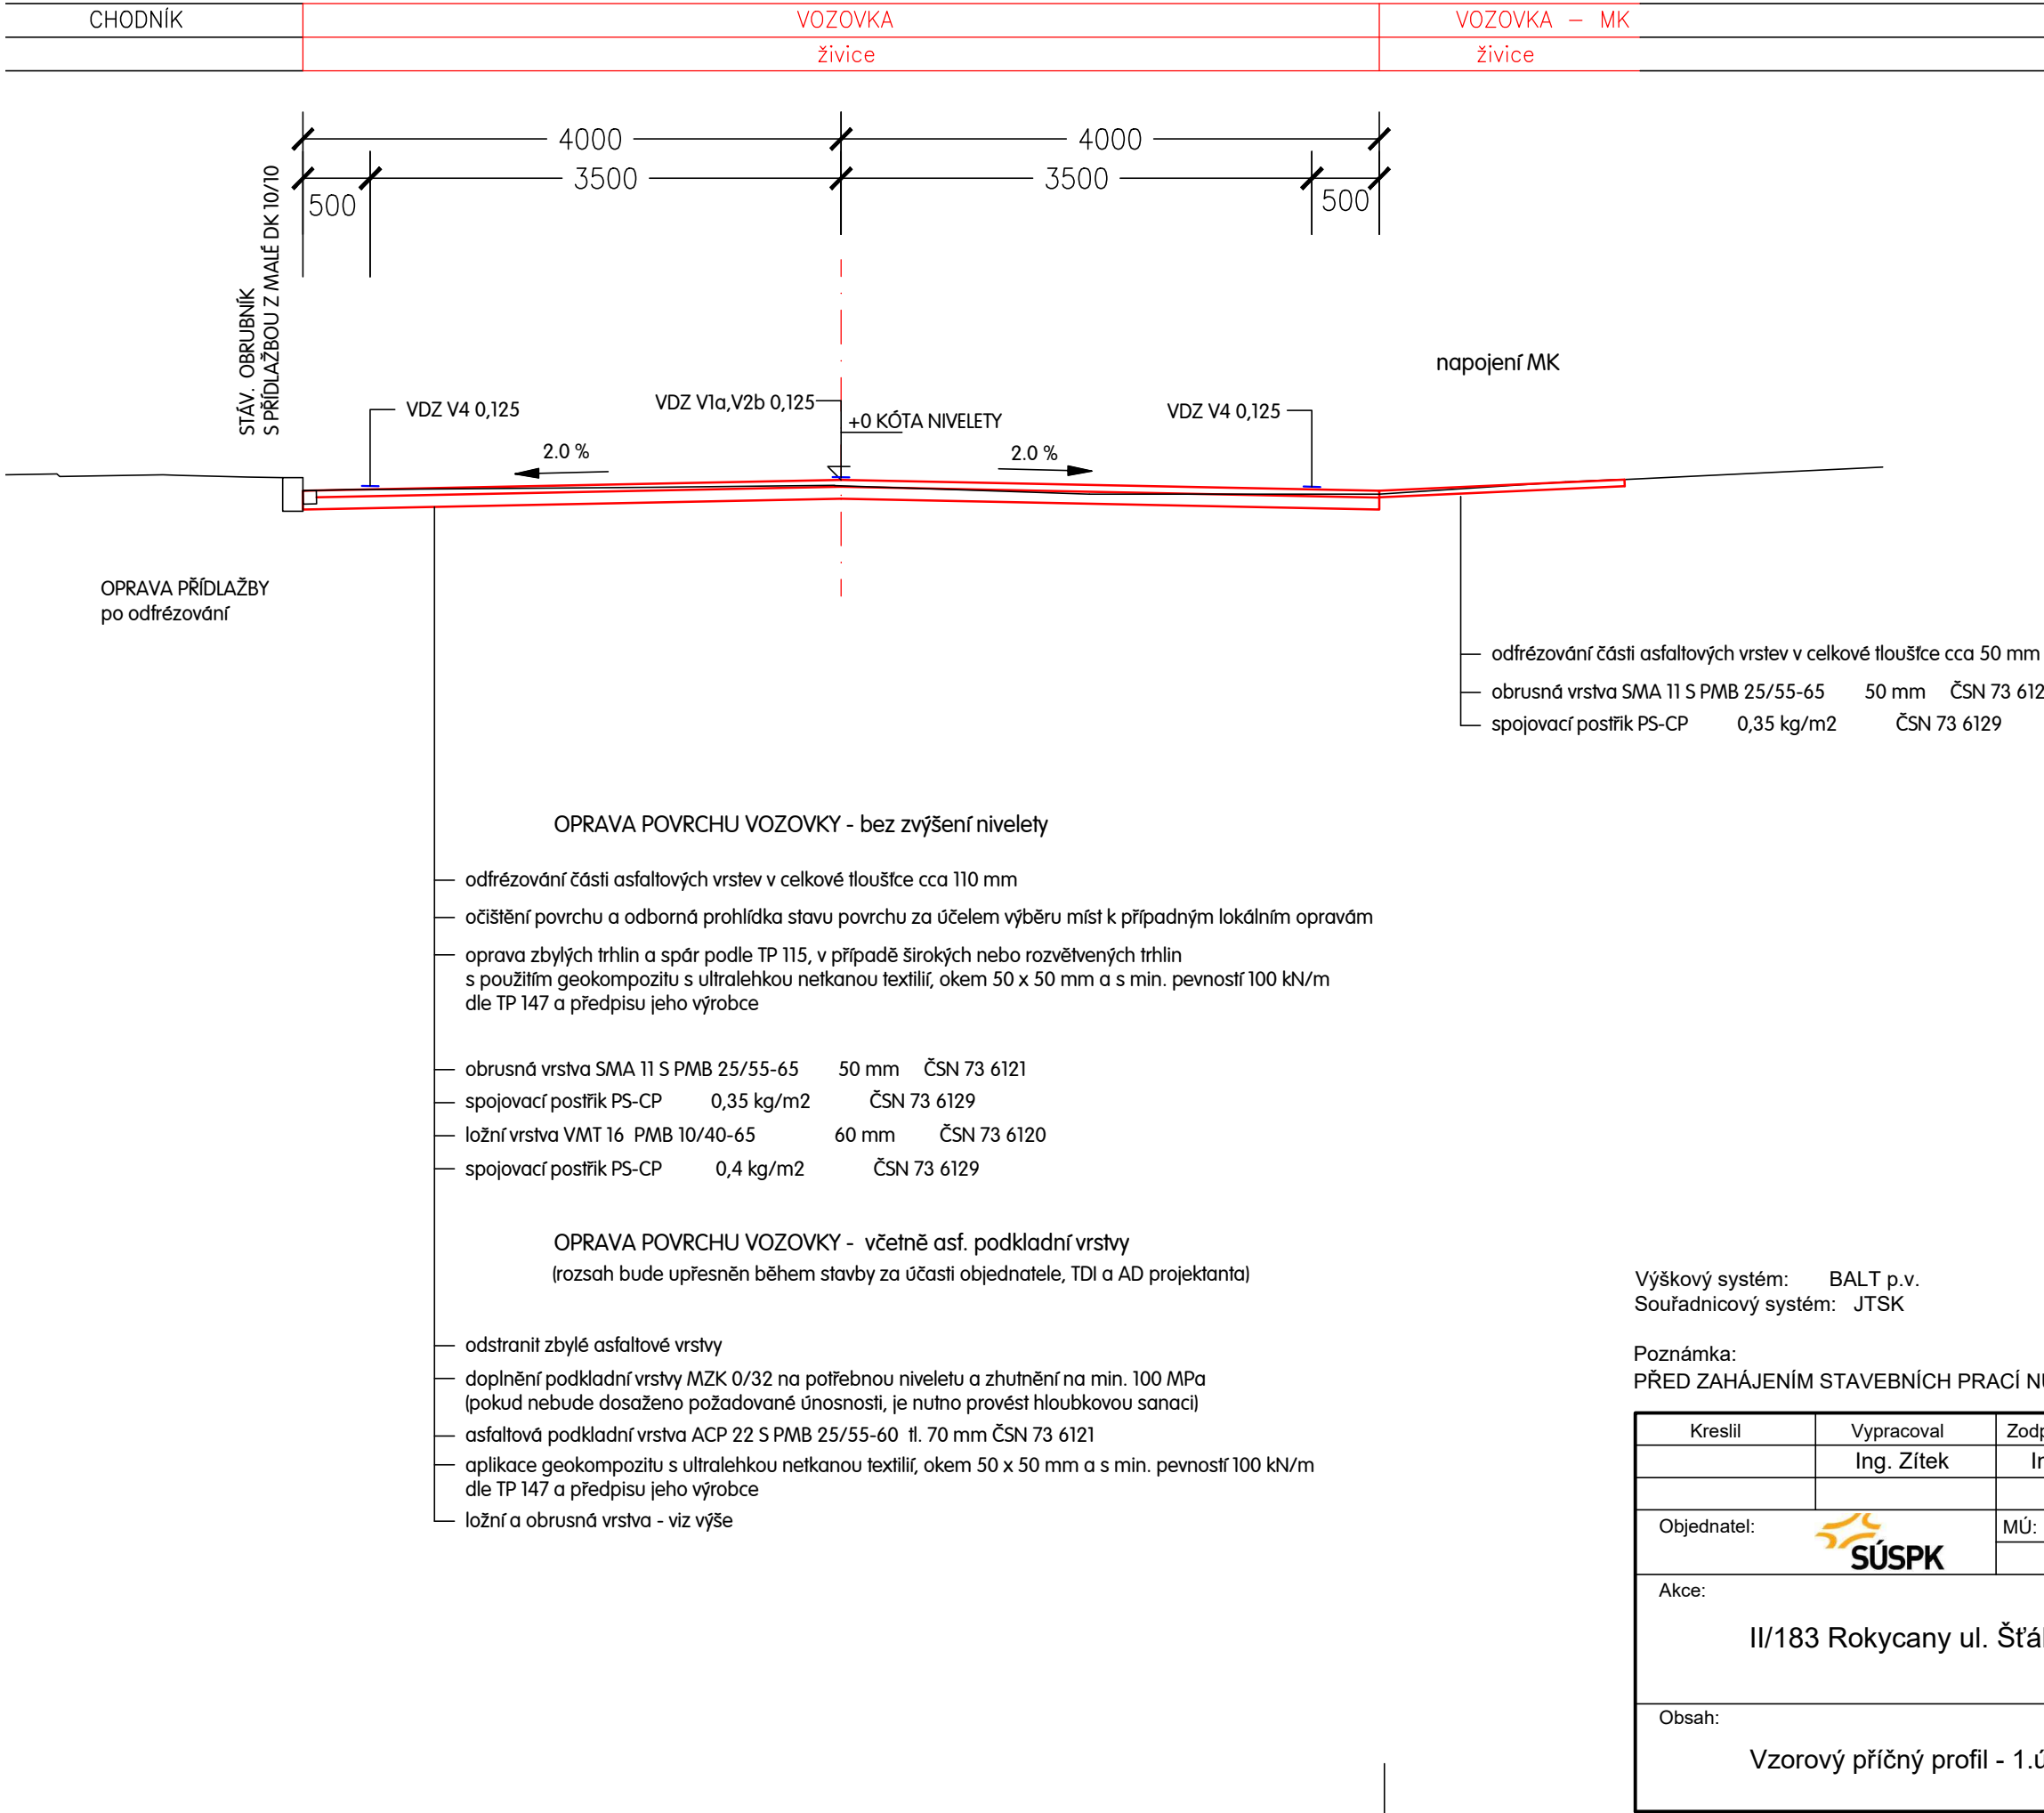 CHODNÍK
VOZOVKA
VOZOVKA – MK
živice
živice
4000
4000
3500
3500
500
500
STÁV. OBRUBNÍK
S PŘÍDLAŽBOU Z MALÉ DK 10/10
napojení MK
VDZ V4 0,125
VDZ V1a,V2b 0,125
VDZ V4 0,125
+0 KÓTA NIVELETY
2.0 %
2.0 %
OPRAVA PŘÍDLAŽBY
po odfrézování
odfrézování části asfaltových vrstev v celkové tloušťce cca 50 mm
obrusná vrstva SMA 11 S PMB 25/55-65 50 mm ČSN 73 612
spojovací postřik PS-CP 0,35 kg/m2 ČSN 73 6129
OPRAVA POVRCHU VOZOVKY - bez zvýšení nivelety
odfrézování části asfaltových vrstev v celkové tloušťce cca 110 mm
očištění povrchu a odborná prohlídka stavu povrchu za účelem výběru míst k případným lokálním opravám
oprava zbylých trhlin a spár podle TP 115, v případě širokých nebo rozvětvených trhlin
s použitím geokompozitu s ultralehkou netkanou textilií, okem 50 x 50 mm a s min. pevností 100 kN/m
dle TP 147 a předpisu jeho výrobce
obrusná vrstva SMA 11 S PMB 25/55-65 50 mm ČSN 73 6121
spojovací postřik PS-CP 0,35 kg/m2 ČSN 73 6129
ložní vrstva VMT 16 PMB 10/40-65 60 mm ČSN 73 6120
spojovací postřik PS-CP 0,4 kg/m2 ČSN 73 6129
OPRAVA POVRCHU VOZOVKY - včetně asf. podkladní vrstvy
(rozsah bude upřesněn během stavby za účasti objednatele, TDI a AD projektanta)
odstranit zbylé asfaltové vrstvy
doplnění podkladní vrstvy MZK 0/32 na potřebnou niveletu a zhutnění na min. 100 MPa
(pokud nebude dosaženo požadované únosnosti, je nutno provést hloubkovou sanaci)
asfaltová podkladní vrstva ACP 22 S PMB 25/55-60 tl. 70 mm ČSN 73 6121
aplikace geokompozitu s ultralehkou netkanou textilií, okem 50 x 50 mm a s min. pevností 100 kN/m
dle TP 147 a předpisu jeho výrobce
ložní a obrusná vrstva - viz výše
Výškový systém: BALT p.v.
Souřadnicový systém: JTSK
Poznámka:
PŘED ZAHÁJENÍM STAVEBNÍCH PRACÍ
Kreslil
Vypracoval
Ing. Zítek
Objednatel:
SÚSPK
MÚ:
Akce:
II/183 Rokycany ul.
Obsah:
Vzorový příčný profil - 1.